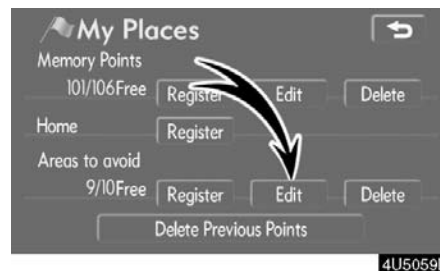 My Places
Memory Points
101/106Free Register Edit Delete
Home Register
Areas to avoid
9/10Free Register Edit Delete
Delete Previous Points
4U5059